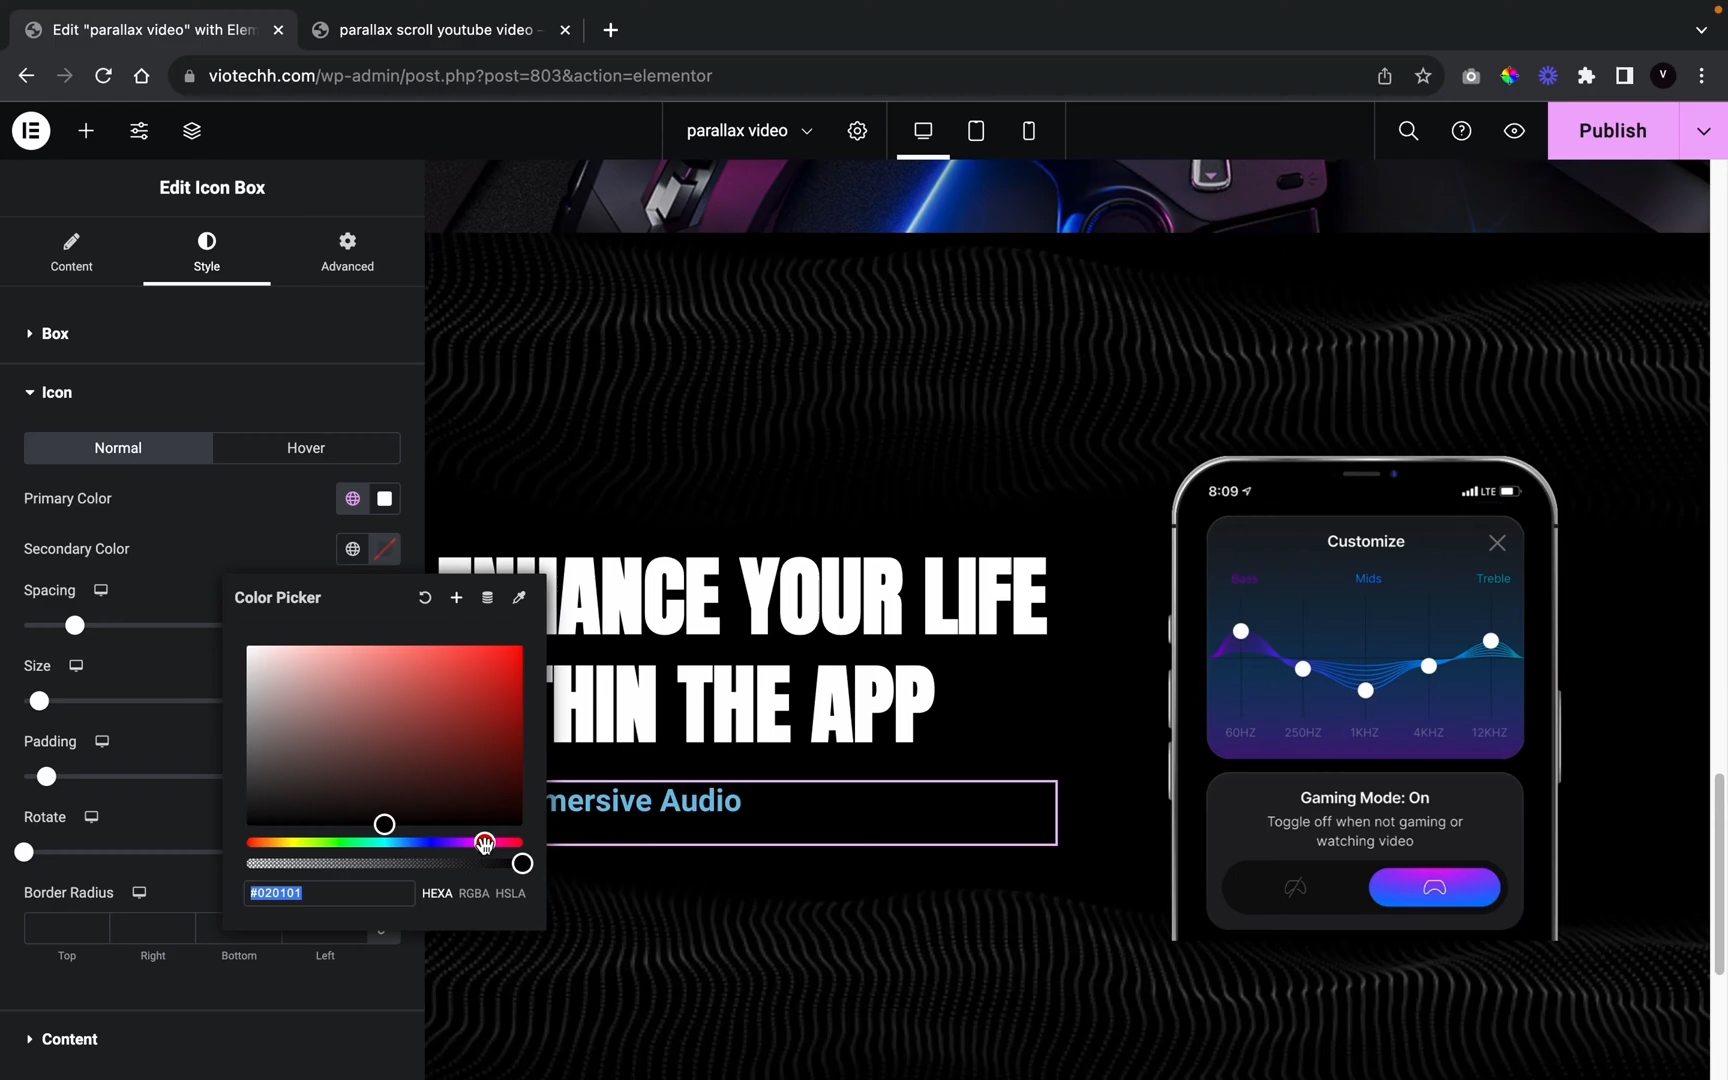 Edit "parallax video" with Elem
parallax scroll youtube video -
viotechh.com/wp-admin/post.php?post=803&action=elementor
V
parallax video
Publish
Edit Icon Box
Content
Style
Advanced
Box
Icon
Normal
Hover
Primary Color
Secondary Color
Spacing
Size
Padding
Rotate
Border Radius
Top
Right
Bottom
Left
Content
Color Picker
#020101
HEXA
RGBA
HSLA
ENHANCE YOUR LIFE
THIN THE APP
mersive Audio
8:09
LTE
Customize
Bass
Mids
Treble
60HZ
250HZ
1KHZ
4KHZ
12KHZ
Gaming Mode: On
Toggle off when not gaming or
watching video